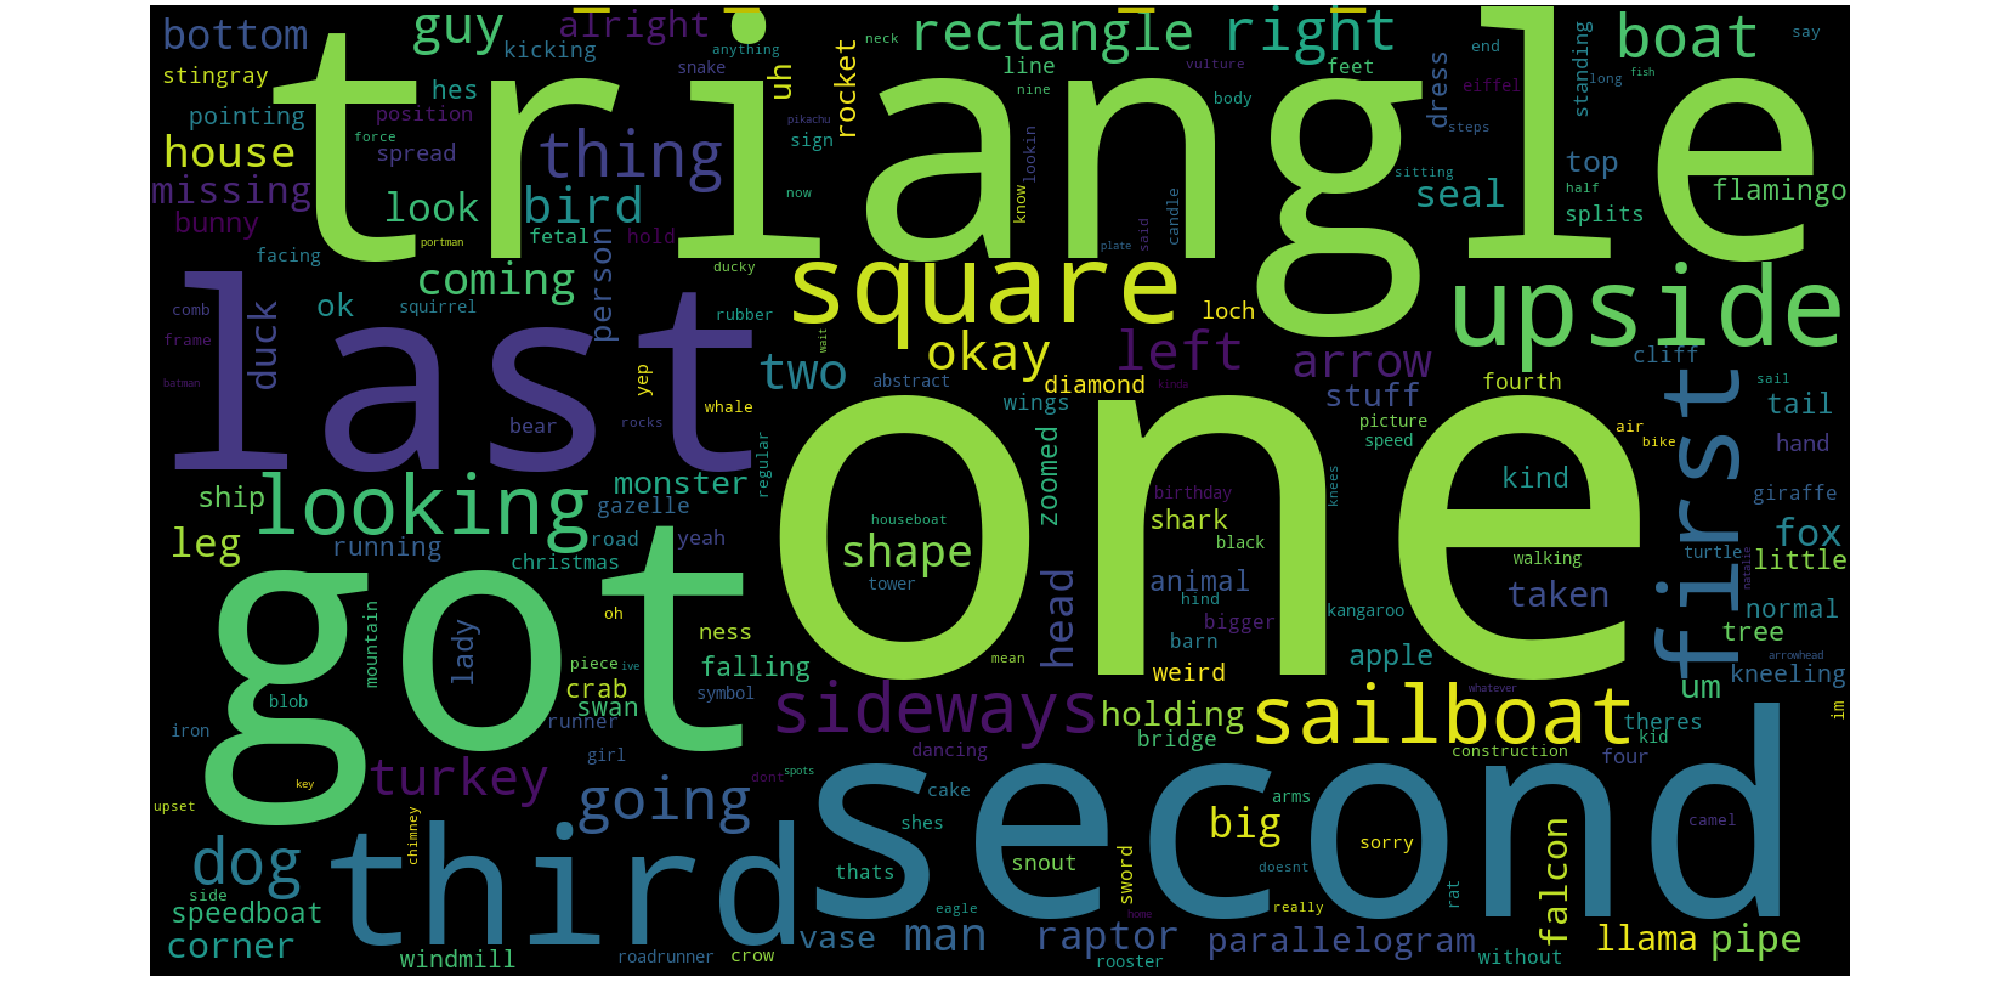 bottom guy alright rectangle right boat say
stingray kicking anything neck line vulture feet end standing long fish
pointing hes snake uh rocket nine body dress eiffel
triangle
house position force spread thing pikachu sign lookin steps top
missing look bird now know candle sitting seal half flamingo
bunny portman fetal hold said plate splits
facing coming person ducky square upside
comb duck ok squirrel rubber loch
last
frame wait okay left arrow cliff
batman yep two abstract diamond kinda stuff fourth first sail tail
bear rocks whale wings picture speed air bike hand
one
ship looking monster regular zoomed birthday knees kind giraffe
leg gazelle houseboat shark fox
running road yeah shape black walking turtle little
christmas tower animal natalie
got
mountain lady oh ness head hind bigger kangaroo taken normal
piece ive mean barn tree
blob crab falling weird apple arrowhead kneeling
swan symbol whatever um
iron runner sideways holding sailboat theres im
girl dancing bridge construction four kid
key turkey dont spots
second
upset chimney going cake arms big camel
third
dog shes sorry
side thats snout sword doesnt rat falcon
speedboat eagle home really
corner vase man raptor parallelogram llama pipe
windmill roadrunner crow rooster without